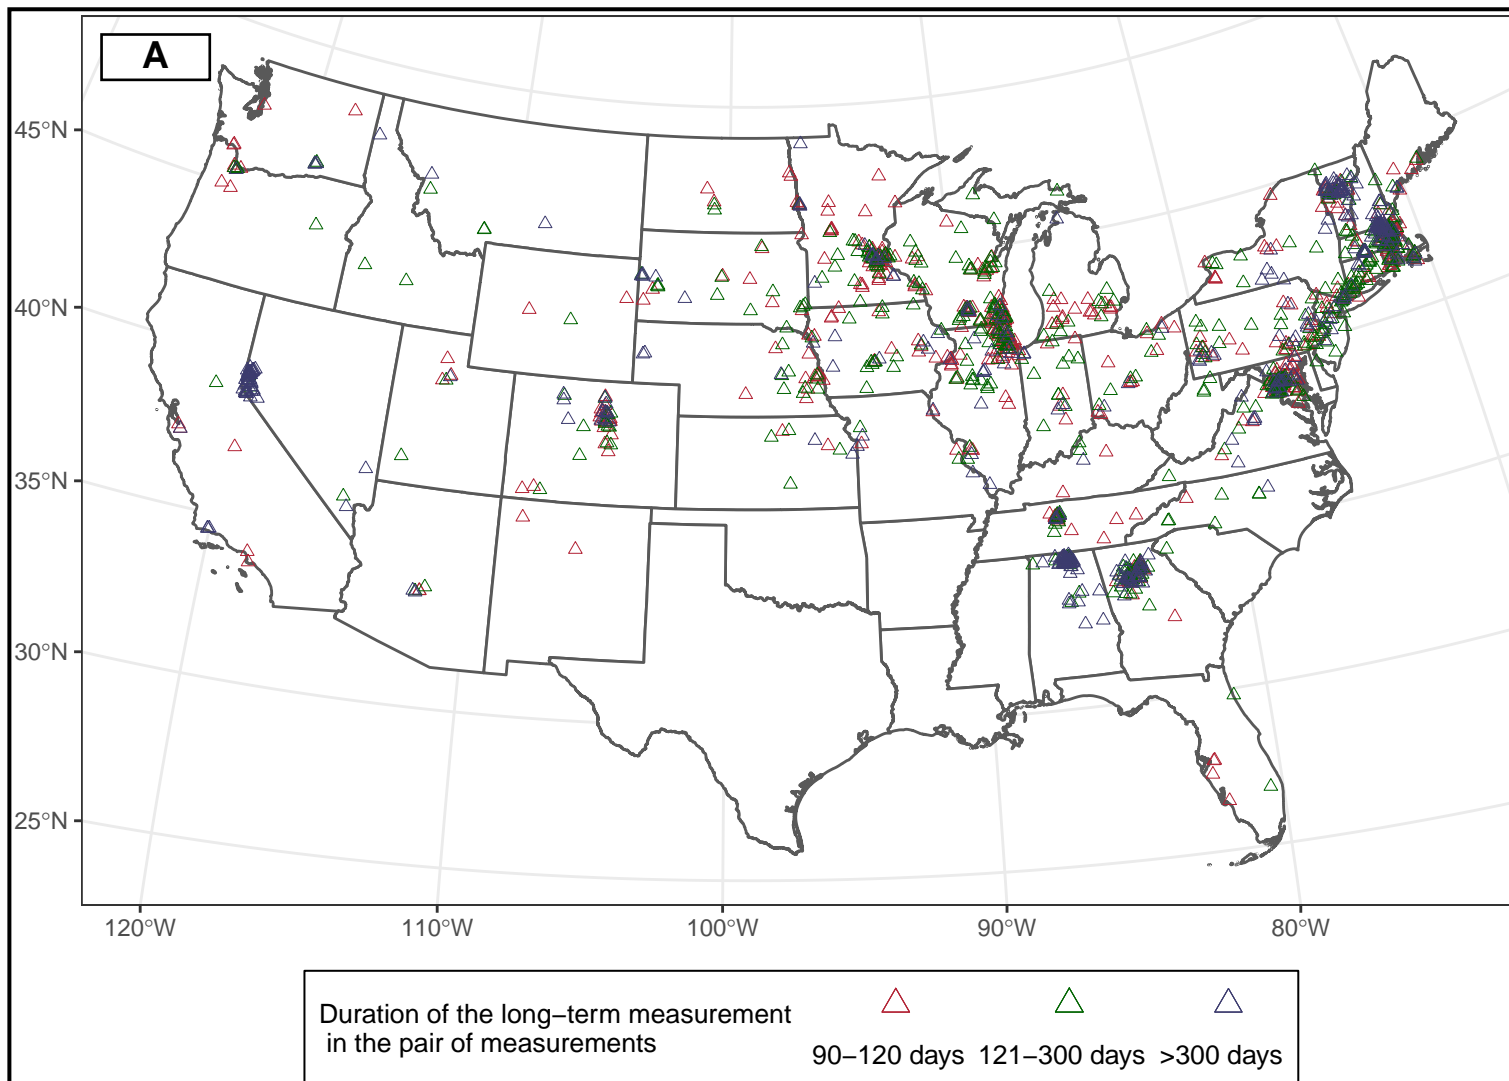 A
45°N
40°N
35°N
30°N
25°N
120°W 110°W 100°W 90°W 80°W
Duration of the long−term measurement
in the pair of measurements
90−120 days 121−300 days >300 days